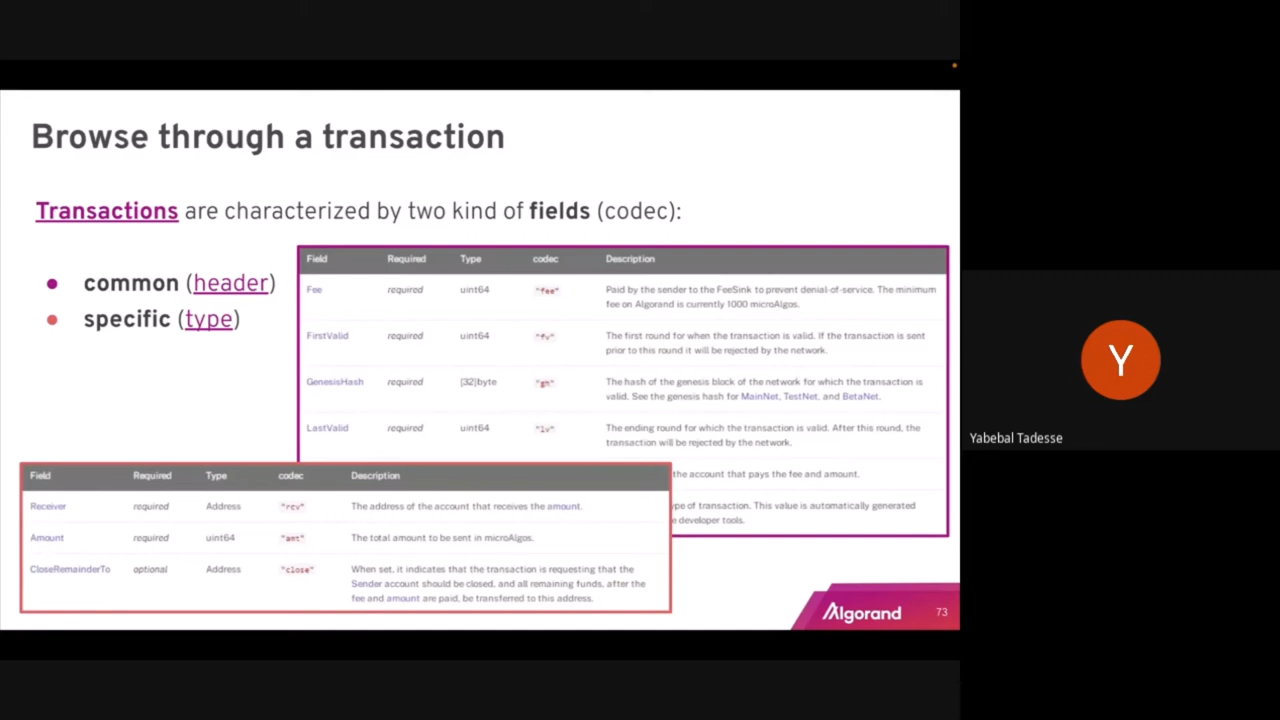 Browse through a transaction
Transactions are characterized by two kind of fields (codec):
● common (header)
● specific (type)
Field Required Type codec Description
Fee required uint64 "fee" Paid by the sender to the FeeSink to prevent denial-of-service. The minimum
fee on Algorand is currently 1000 microAlgos.
FirstValid required uint64 "fv" The first round for when the transaction is valid. If the transaction is sent
prior to this round it will be rejected by the network.
GenesisHash required [32]byte "gh" The hash of the genesis block of the network for which the transaction is
valid. See the genesis hash for MainNet, TestNet, and BetaNet.
LastValid required uint64 "lv" The ending round for which the transaction is valid. After this round, the
transaction will be rejected by the network.
the account that pays the fee and amount.
of transaction. This value is automatically generated
developer tools.
Field Required Type codec Description
Receiver required Address "rcv" The address of the account that receives the amount.
Amount required uint64 "amt" The total amount to be sent in microAlgos.
CloseRemainderTo optional Address "close" When set, it indicates that the transaction is requesting that the
Sender account should be closed, and all remaining funds, after the
fee and amount are paid, be transferred to this address.
Algorand 73
Y
Yabebal Tadesse